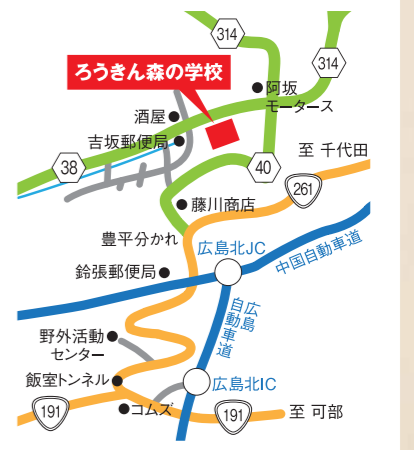 314
314
ろうきん森の学校
阿坂
モータース
酒屋
吉坂郵便局
38
40
至 千代田
261
藤川商店
豊平分かれ
広島北JC
中国自動車道
鈴張郵便局
広島
自動車道
野外活動
センター
飯室トンネル
広島北IC
コムズ
191
191
至 可部